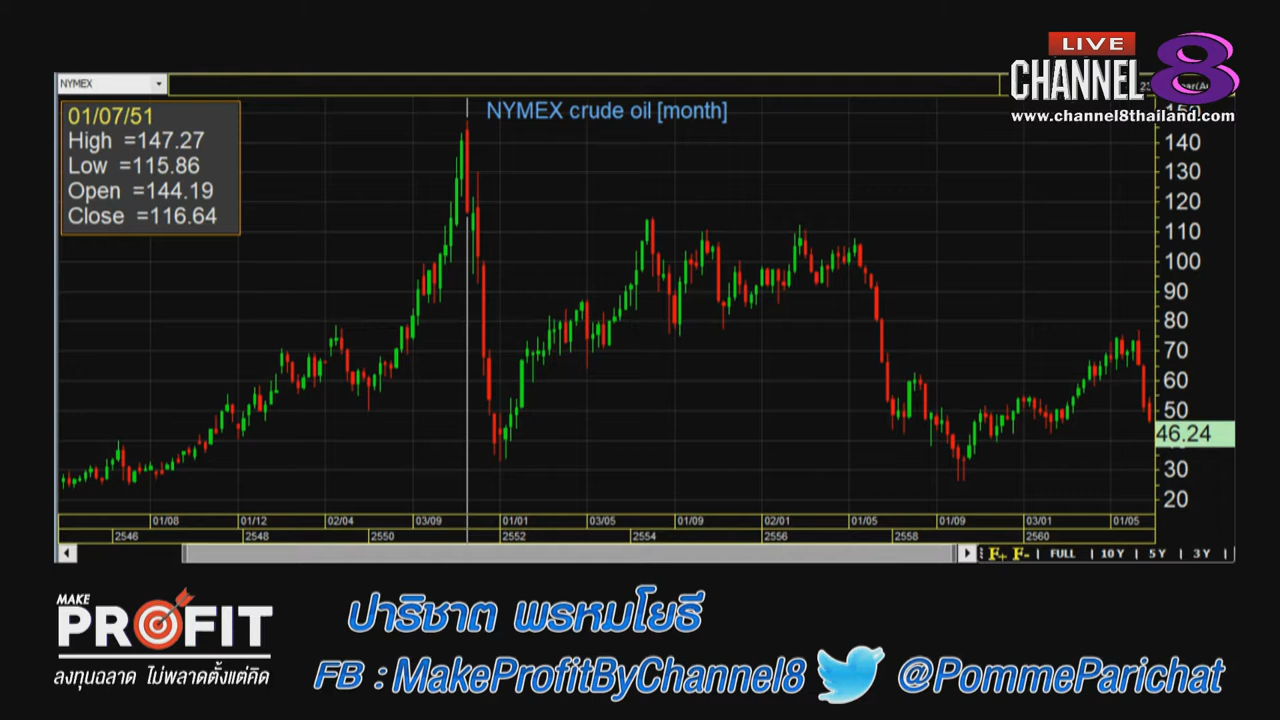 LIVE
CHANNEL 8
www.channel8thailand.com
NYMEX
01/07/51
High =147.27
Low =115.86
Open =144.19
Close =116.64
NYMEX crude oil [month]
150
140
130
120
110
100
90
80
70
60
50
46.24
30
20
01/08 01/12 02/04 03/09 01/01 03/05 01/09 02/01 01/05 01/09 03/01 01/05
2546 2548 2550 2552 2554 2556 2558 2560
F+ F- FULL 10 Y 5 Y 3 Y
MAKE
PROFIT
ลงทุนฉลาด ไม่พลาดตั้งแต่คิด
ปาริชาต พรหมโยธี
FB : MakeProfitByChannel8 @PommeParichat